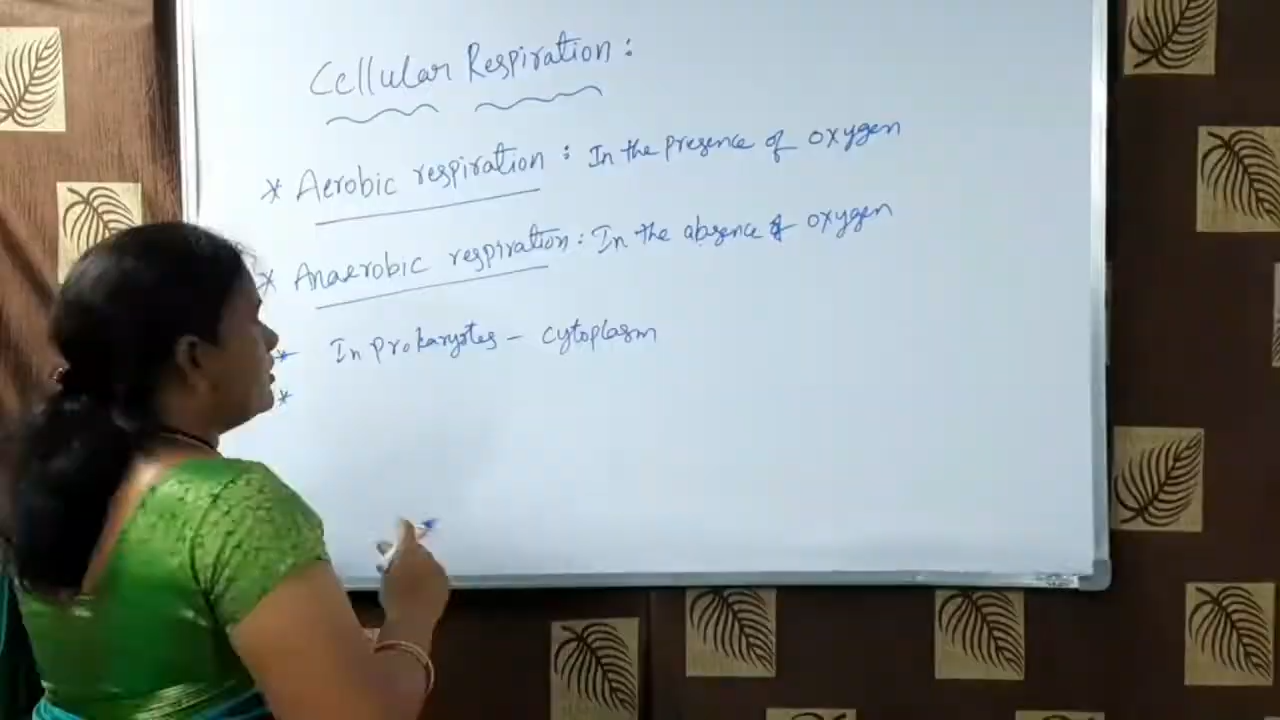 Cellular Respiration :
* Aerobic respiration : In the presence of oxygen
* Anaerobic respiration : In the absence of oxygen
* In prokaryotes - cytoplasm
*